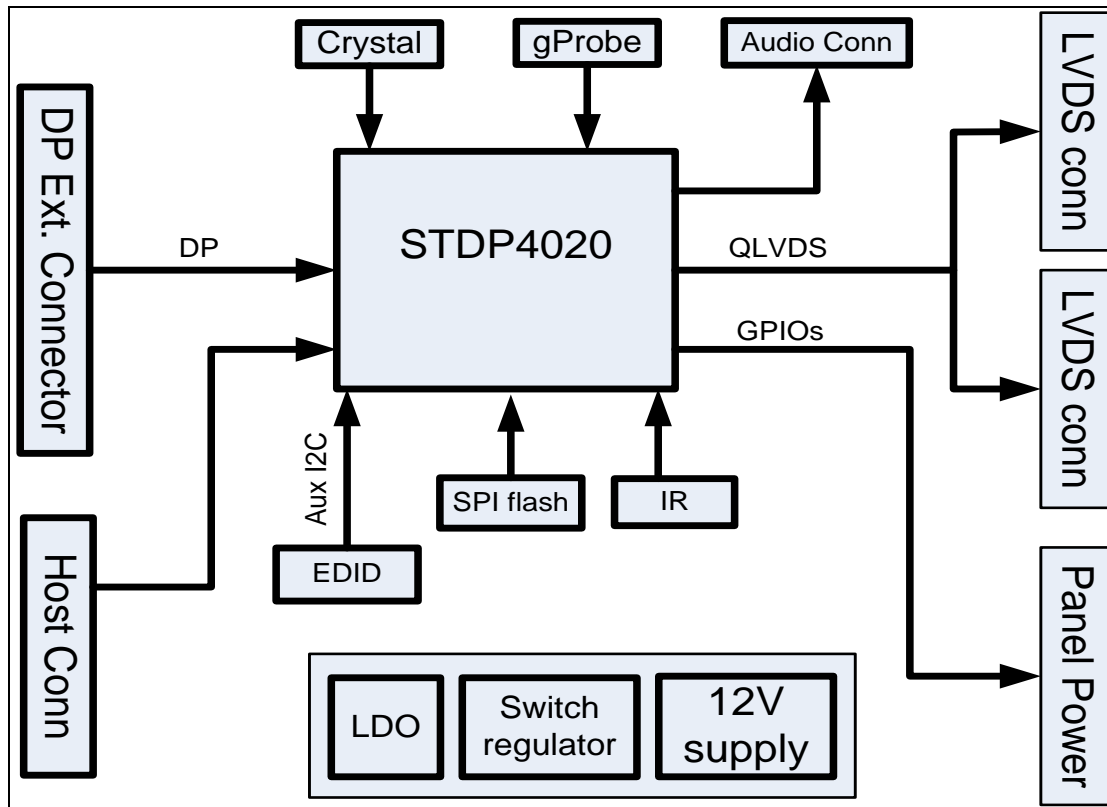 Crystal
gProbe
Audio Conn
LVDS conn
DP Ext. Connector
STDP4020
DP
QLVDS
LVDS conn
GPIOs
Aux I2C
SPI flash
IR
Host Conn
EDID
Panel Power
LDO
Switch
regulator
12V
supply